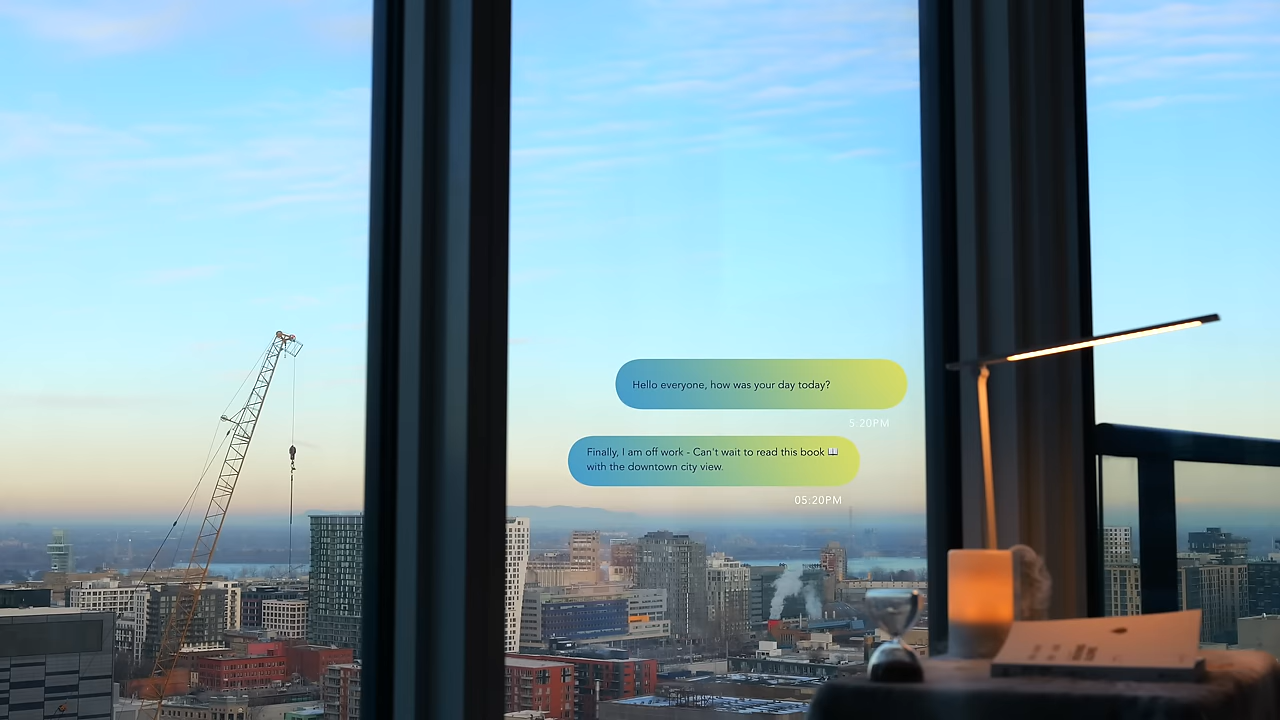 Hello everyone, how was your day today?
5:20PM
Finally, I am off work - Can't wait to read this book 📖
with the downtown city view.
05:20PM